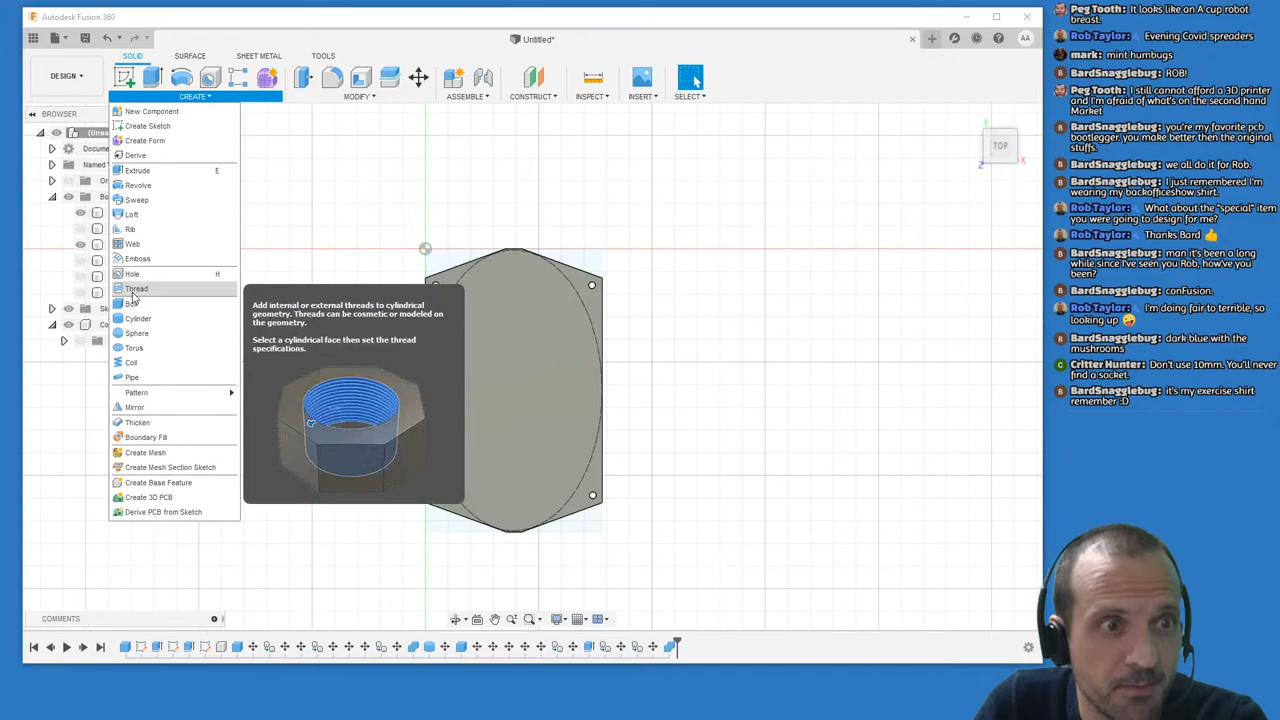 Autodesk Fusion 360
Untitled*
AA
DESIGN
SOLID SURFACE SHEET METAL TOOLS
CREATE MODIFY ASSEMBLE CONSTRUCT INSPECT INSERT SELECT
BROWSER
(Unsa
Docum
Named
Or
Bo
Sk
Co
New Component
Create Sketch
Create Form
Derive
Extrude E
Revolve
Sweep
Loft
Rib
Web
Emboss
Hole H
Thread
Box
Cylinder
Sphere
Torus
Coil
Pipe
Pattern
Mirror
Thicken
Boundary Fill
Create Mesh
Create Mesh Section Sketch
Create Base Feature
Create 3D PCB
Derive PCB from Sketch
Add internal or external threads to cylindrical
geometry. Threads can be cosmetic or modeled on
the geometry.
Select a cylindrical face then set the thread
specifications.
TOP
Y
X
Z
COMMENTS
Peg Tooth: It looks like an A cup robot
breast.
Rob Taylor: Evening Covid spreaders
mark: mint humbugs
B BardSnagglebug: ROB!
Peg Tooth: I still cannot afford a 3D printer
and I'm afraid of what's on the second hand
Market
B BardSnagglebug: you're my favorite pcb
bootlegger. you make better then the original
stuffs.
B BardSnagglebug: we all do it for Rob.
B BardSnagglebug: I just remembered I'm
wearing my backofficeshow shirt.
Rob Taylor: What about the "special" item
you were going to design for me?
Rob Taylor: Thanks Bard 👍
B BardSnagglebug: man it's been a long
while since I've seen you Rob, how've you
been?
B BardSnagglebug: conFusion.
Rob Taylor: I'm doing fair to terrible, so
looking up 🤪
B BardSnagglebug: dark blue with the
mushrooms
C Critter Hunter: Don't use 10mm. You'll never
find a socket.
B BardSnagglebug: it's my exercise shirt
remember :D